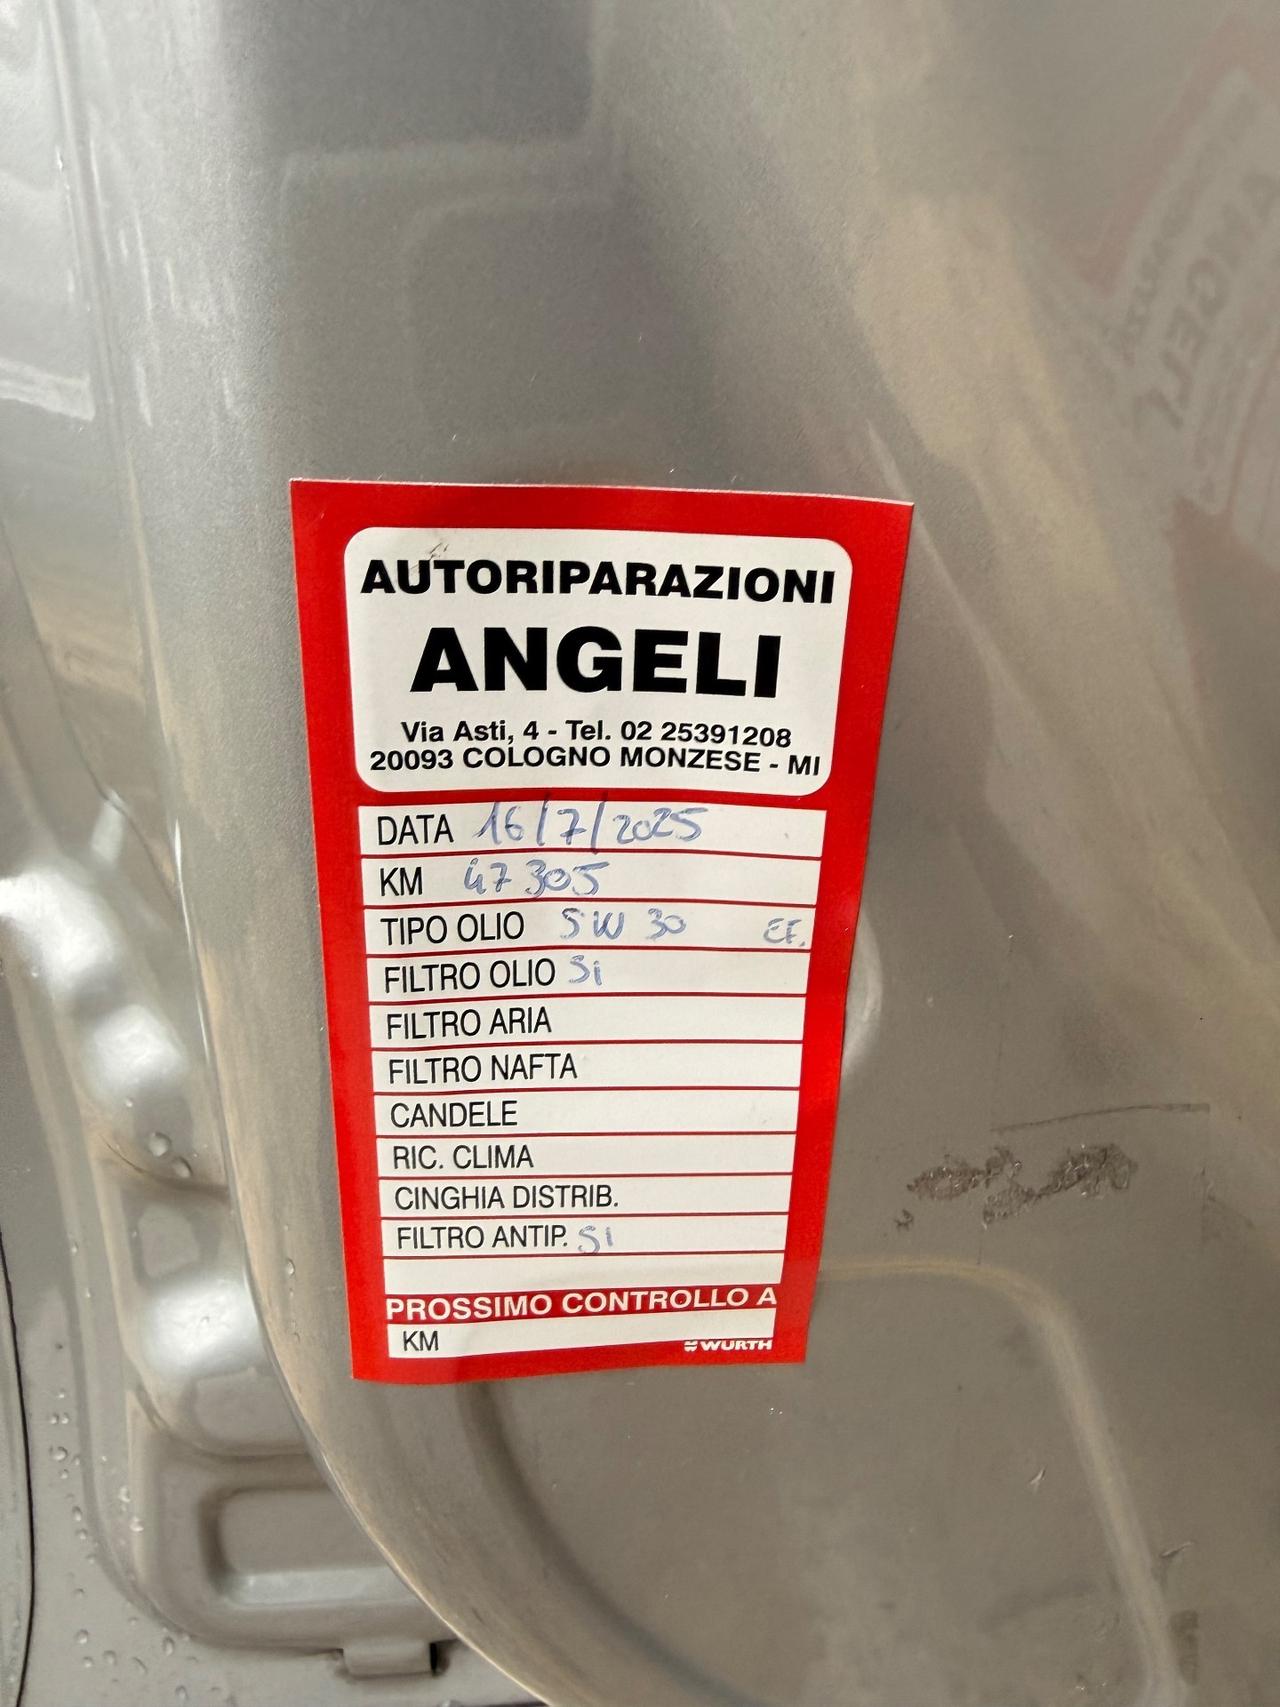 AUTORIPARAZIONI
ANGELI
Via Asti, 4 - Tel. 02 25391208
20093 COLOGNO MONZESE - MI
DATA 16/7/2025
KM 47305
TIPO OLIO 5W30 EF.
FILTRO OLIO Si
FILTRO ARIA
FILTRO NAFTA
CANDELE
RIC. CLIMA
CINGHIA DISTRIB.
FILTRO ANTIP. Si
PROSSIMO CONTROLLO A
KM
WÜRTH